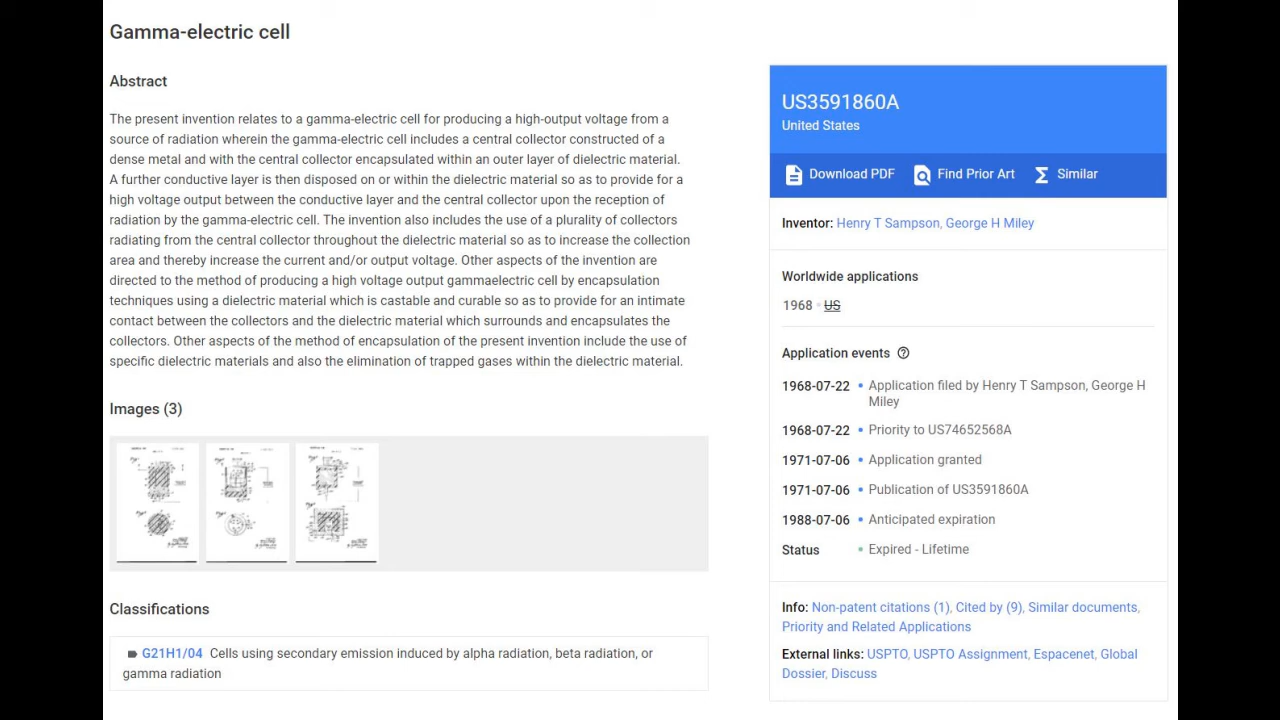 Gamma-electric cell
Abstract
The present invention relates to a gamma-electric cell for producing a high-output voltage from a
source of radiation wherein the gamma-electric cell includes a central collector constructed of a
dense metal and with the central collector encapsulated within an outer layer of dielectric material.
A further conductive layer is then disposed on or within the dielectric material so as to provide for a
high voltage output between the conductive layer and the central collector upon the reception of
radiation by the gamma-electric cell. The invention also includes the use of a plurality of collectors
radiating from the central collector throughout the dielectric material so as to increase the collection
area and thereby increase the current and/or output voltage. Other aspects of the invention are
directed to the method of producing a high voltage output gammaelectric cell by encapsulation
techniques using a dielectric material which is castable and curable so as to provide for an intimate
contact between the collectors and the dielectric material which surrounds and encapsulates the
collectors. Other aspects of the method of encapsulation of the present invention include the use of
specific dielectric materials and also the elimination of trapped gases within the dielectric material.
Images (3)
Classifications
G21H1/04 Cells using secondary emission induced by alpha radiation, beta radiation, or
gamma radiation
US3591860A
United States
Download PDF Find Prior Art Similar
Inventor: Henry T Sampson, George H Miley
Worldwide applications
1968 US
Application events
1968-07-22 Application filed by Henry T Sampson, George H
Miley
1968-07-22 Priority to US74652568A
1971-07-06 Application granted
1971-07-06 Publication of US3591860A
1988-07-06 Anticipated expiration
Status Expired - Lifetime
Info: Non-patent citations (1), Cited by (9), Similar documents,
Priority and Related Applications
External links: USPTO, USPTO Assignment, Espacenet, Global
Dossier, Discuss